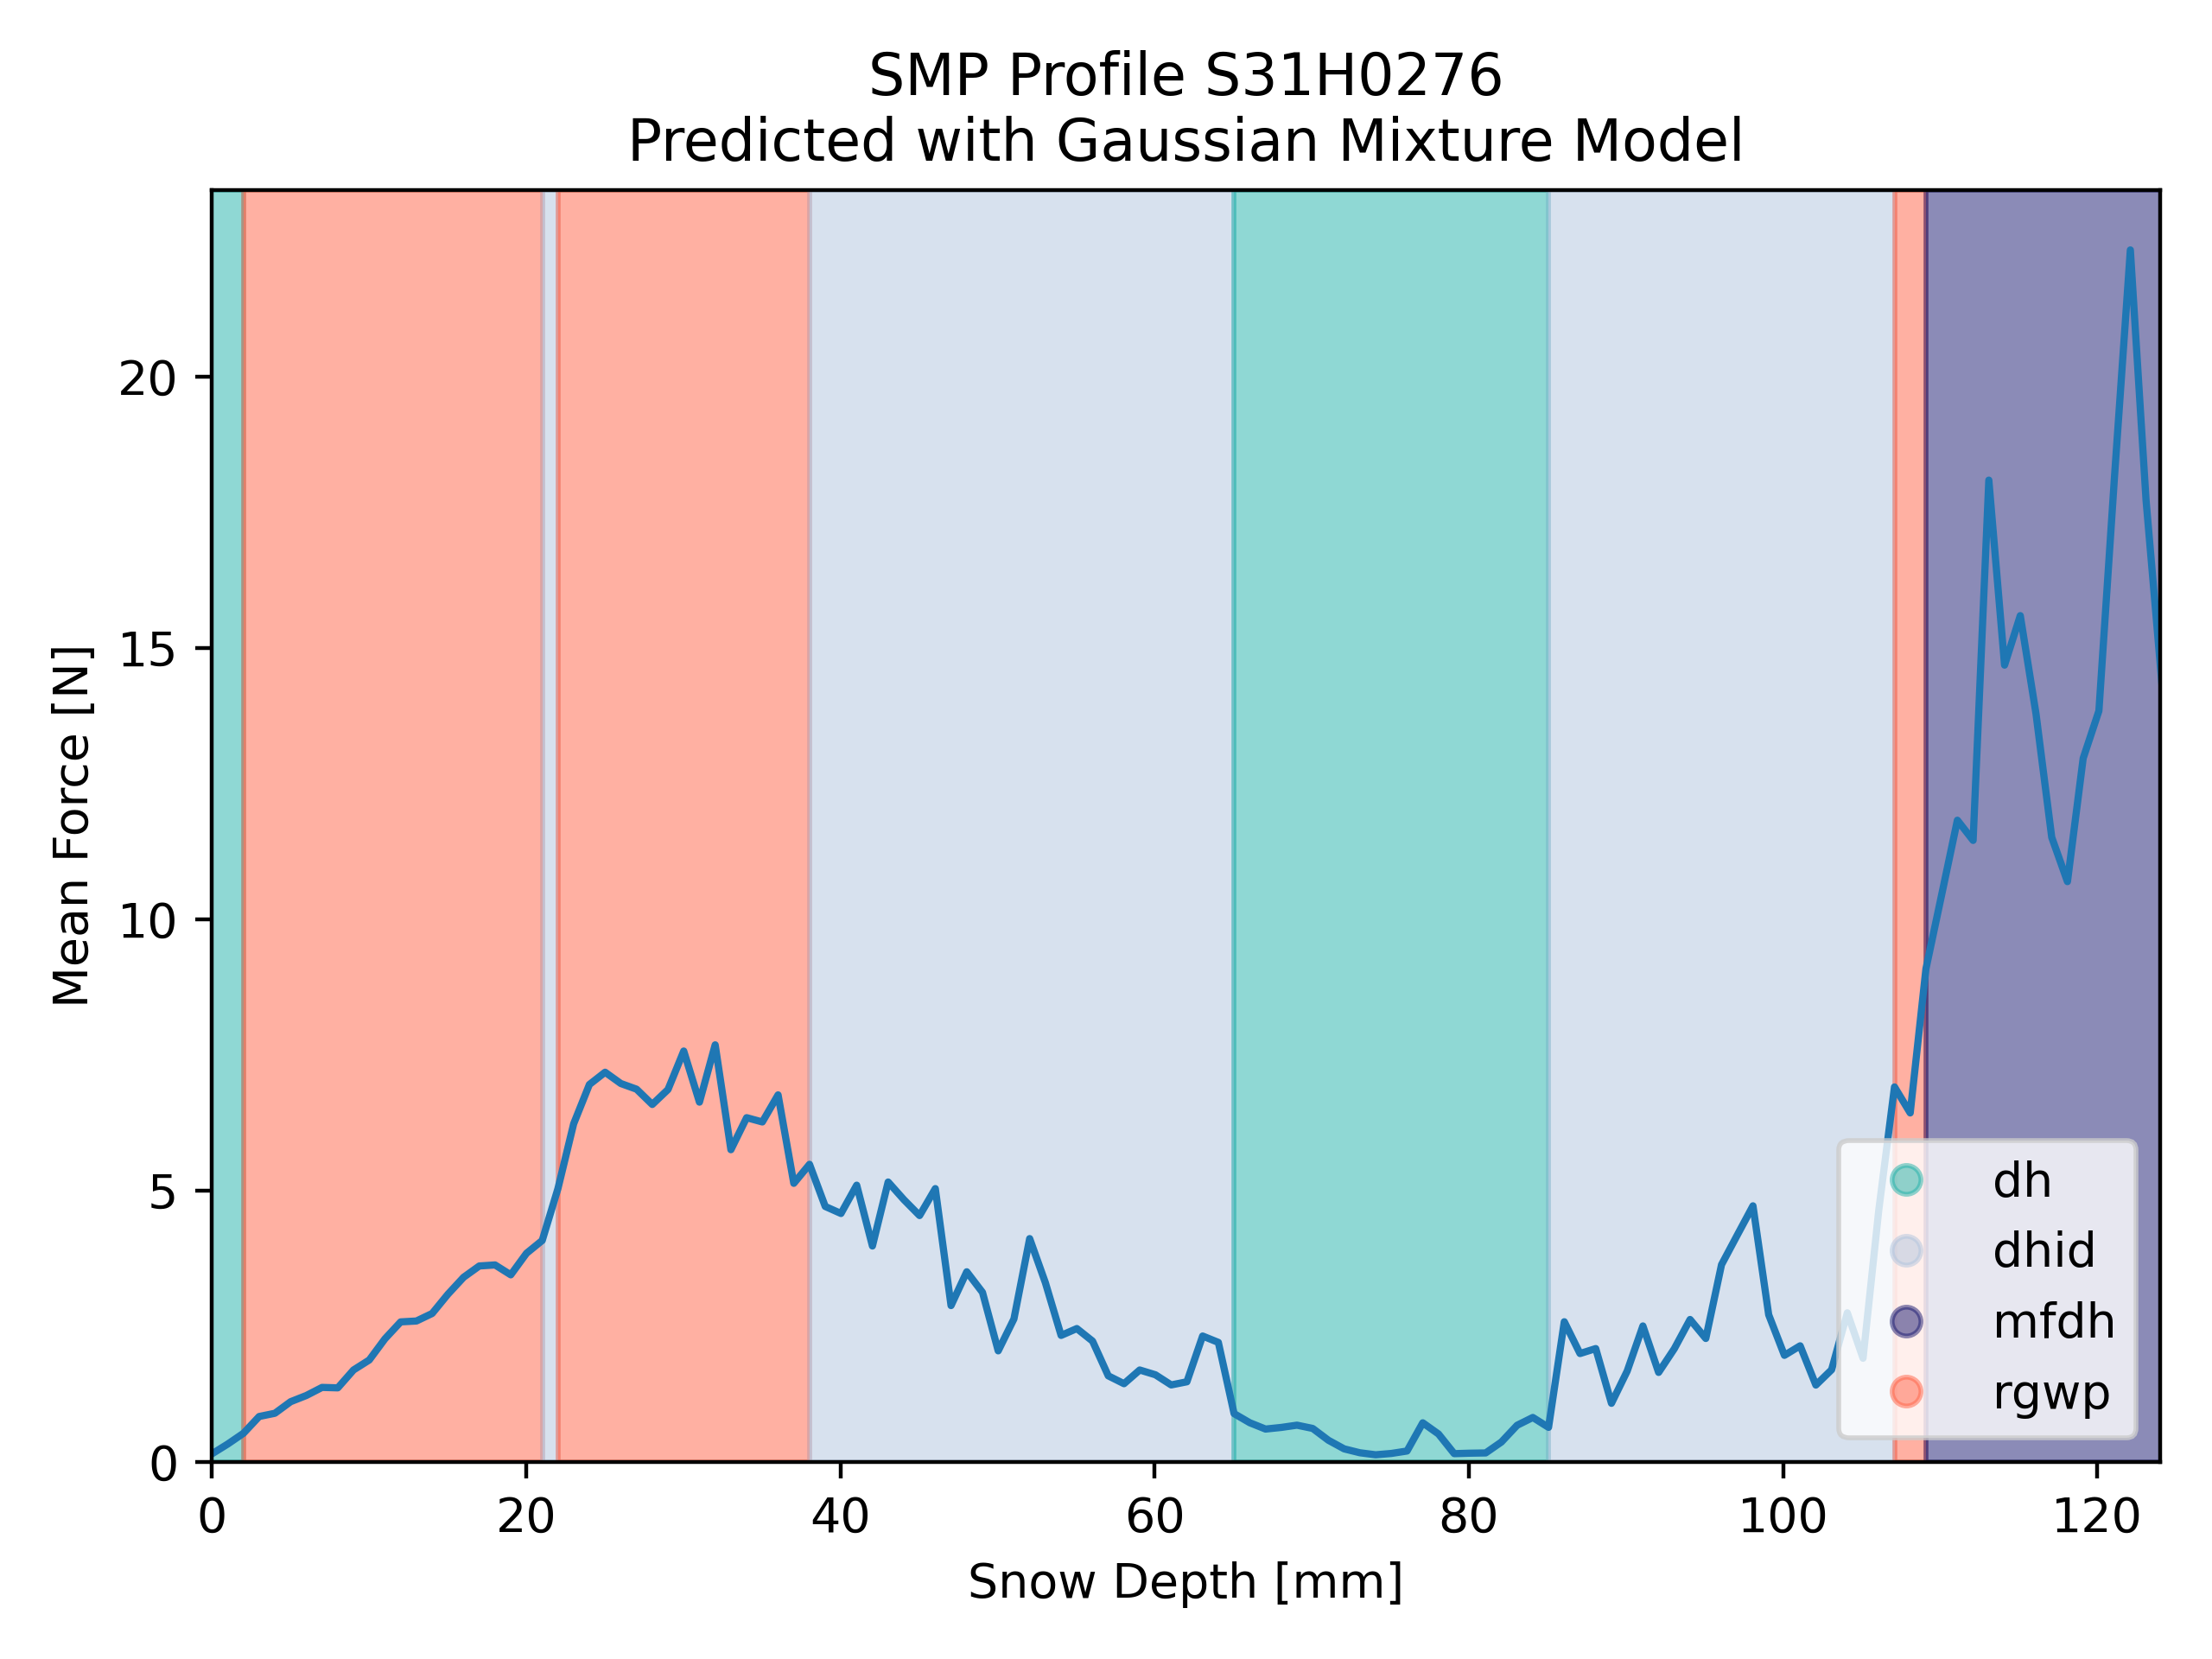 SMP Profile S31H0276
Predicted with Gaussian Mixture Model
Mean Force [N]
20
15
10
5
0
0 20 40 60 80 100 120
Snow Depth [mm]
dh
dhid
mfdh
rgwp